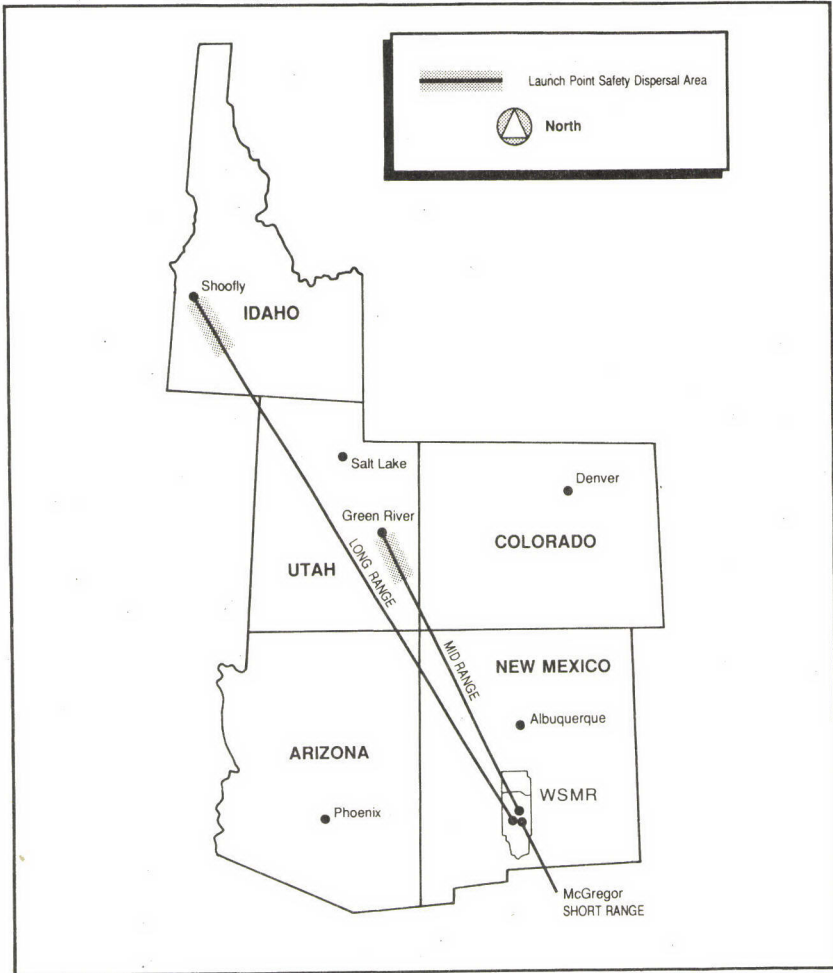 Launch Point Safety Dispersal Area
North
Shoofly
IDAHO
Salt Lake
Denver
Green River
COLORADO
UTAH
LONG RANGE
MID RANGE
NEW MEXICO
Albuquerque
ARIZONA
WSMR
Phoenix
McGregor
SHORT RANGE